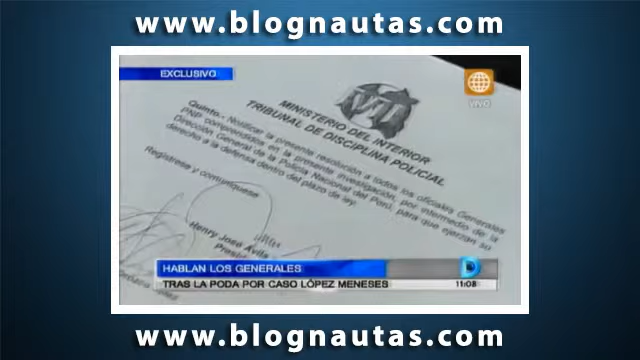 www.blognautas.com
EXCLUSIVO
VIVO
MINISTERIO DEL INTERIOR
TRIBUNAL DE DISCIPLINA POLICIAL
Quinto.- Notificar la presente resolución a todos los oficiales Generales
PNP comprendidos en la presente investigación, por intermedio de la
Dirección General de la Policía Nacional del Perú, para que ejerzan su
derecho a la defensa dentro del plazo de ley.
Regístrese y comuníquese
Henry José Ávila
HABLAN LOS GENERALES
TRAS LA PODA POR CASO LÓPEZ MENESES
11:08
www.blognautas.com